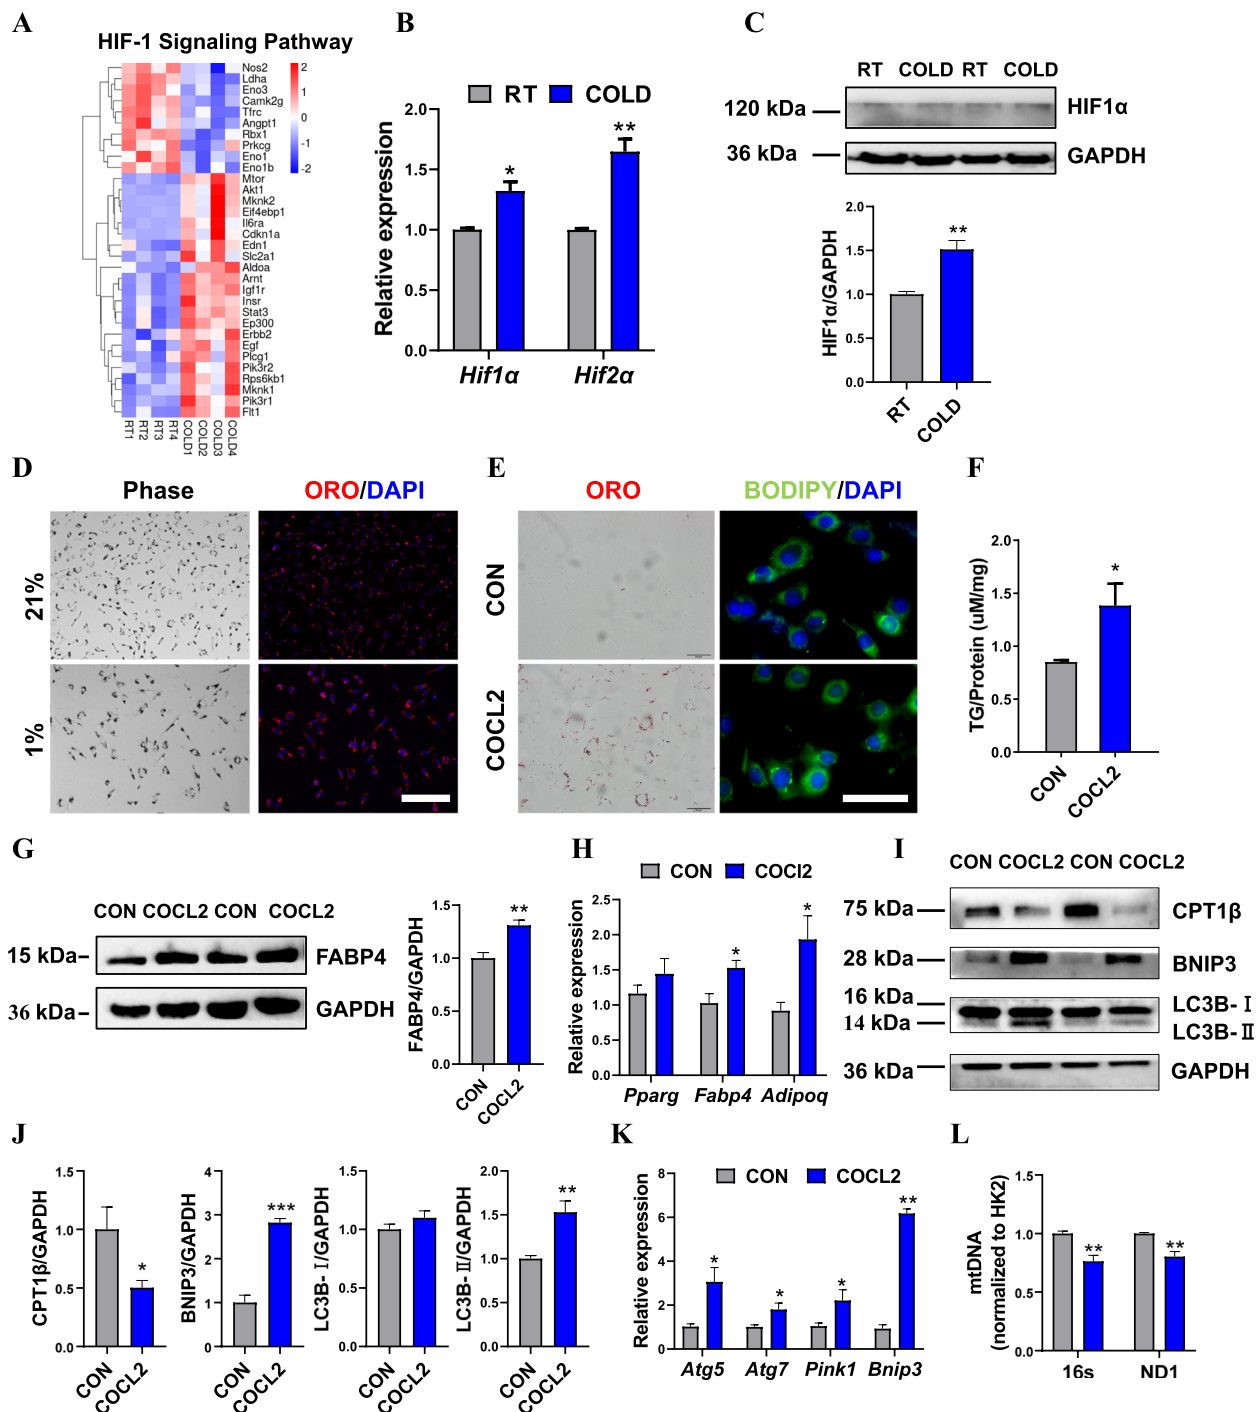 A
HIF-1 Signaling Pathway
Nos2
Ldha
Eno3
Camk2g
Tfrc
Angpt1
Rbx1
Prkcg
Eno1
Eno1b
Mtor
Akt1
Mknk2
Eif4ebp1
Il6ra
Cdkn1a
Edn1
Slc2a1
Aldoa
Arnt
Igf1r
Insr
Stat3
Ep300
Erbb2
Egf
Plcg1
Pik3r2
Rps6kb1
Mknk1
Pik3r1
Flt1
2
1
0
-1
-2
RT1 RT2 RT3 RT4 COLD1 COLD2 COLD3 COLD4
B
RT COLD
Relative expression
2.0
1.5
1.0
0.5
0.0
*
**
Hif1α Hif2α
C
RT COLD RT COLD
120 kDa HIF1α
36 kDa GAPDH
HIF1α/GAPDH
2.0
1.5
1.0
0.5
0.0
**
RT COLD
D
Phase ORO/DAPI
21%
1%
E
ORO BODIPY/DAPI
CON
COCL2
F
TG/Protein (uM/mg)
2.0
1.5
1.0
0.5
0.0
*
CON COCL2
G
CON COCL2 CON COCL2
15 kDa FABP4
36 kDa GAPDH
FABP4/GAPDH
1.5
1.0
0.5
0.0
**
CON COCL2
H
CON COCl2
Relative expression
2.5
2.0
1.5
1.0
0.5
0.0
*
*
Pparg Fabp4 Adipoq
I
CON COCL2 CON COCL2
75 kDa CPT1β
28 kDa BNIP3
16 kDa LC3B-Ⅰ
14 kDa LC3B-Ⅱ
36 kDa GAPDH
J
CPT1β/GAPDH
1.5
1.0
0.5
0.0
*
CON COCL2
BNIP3/GAPDH
4
3
2
1
0
***
CON COCL2
LC3B-Ⅰ/GAPDH
1.5
1.0
0.5
0.0
CON COCL2
LC3B-Ⅱ/GAPDH
2.0
1.5
1.0
0.5
0.0
**
CON COCL2
K
CON COCL2
Relative expression
8
6
4
2
0
*
*
*
**
Atg5 Atg7 Pink1 Bnip3
L
mtDNA
(normalized to HK2)
1.5
1.0
0.5
0.0
**
**
16s ND1